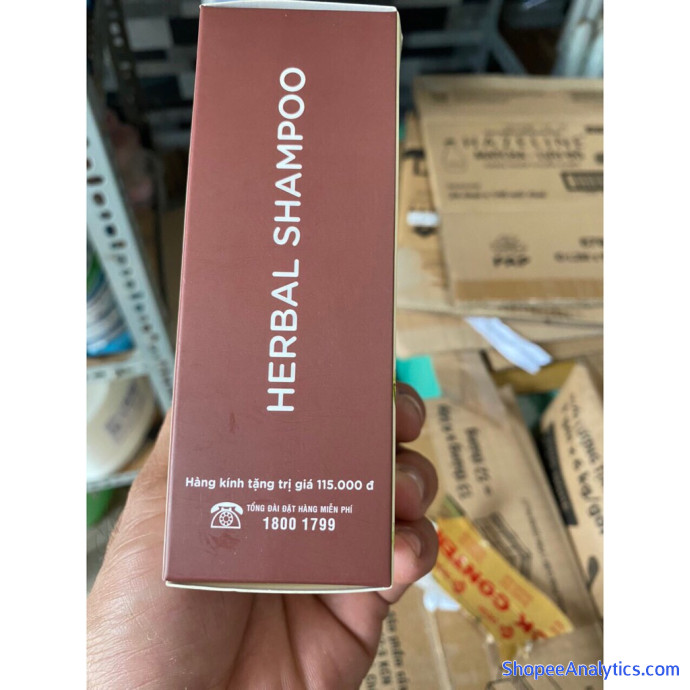 HERBAL SHAMPOO
Hàng kính tặng trị giá 115.000 đ
TỔNG ĐÀI ĐẶT HÀNG MIỄN PHÍ
1800 1799
HAZELINE
ShopeeAnalytics.com